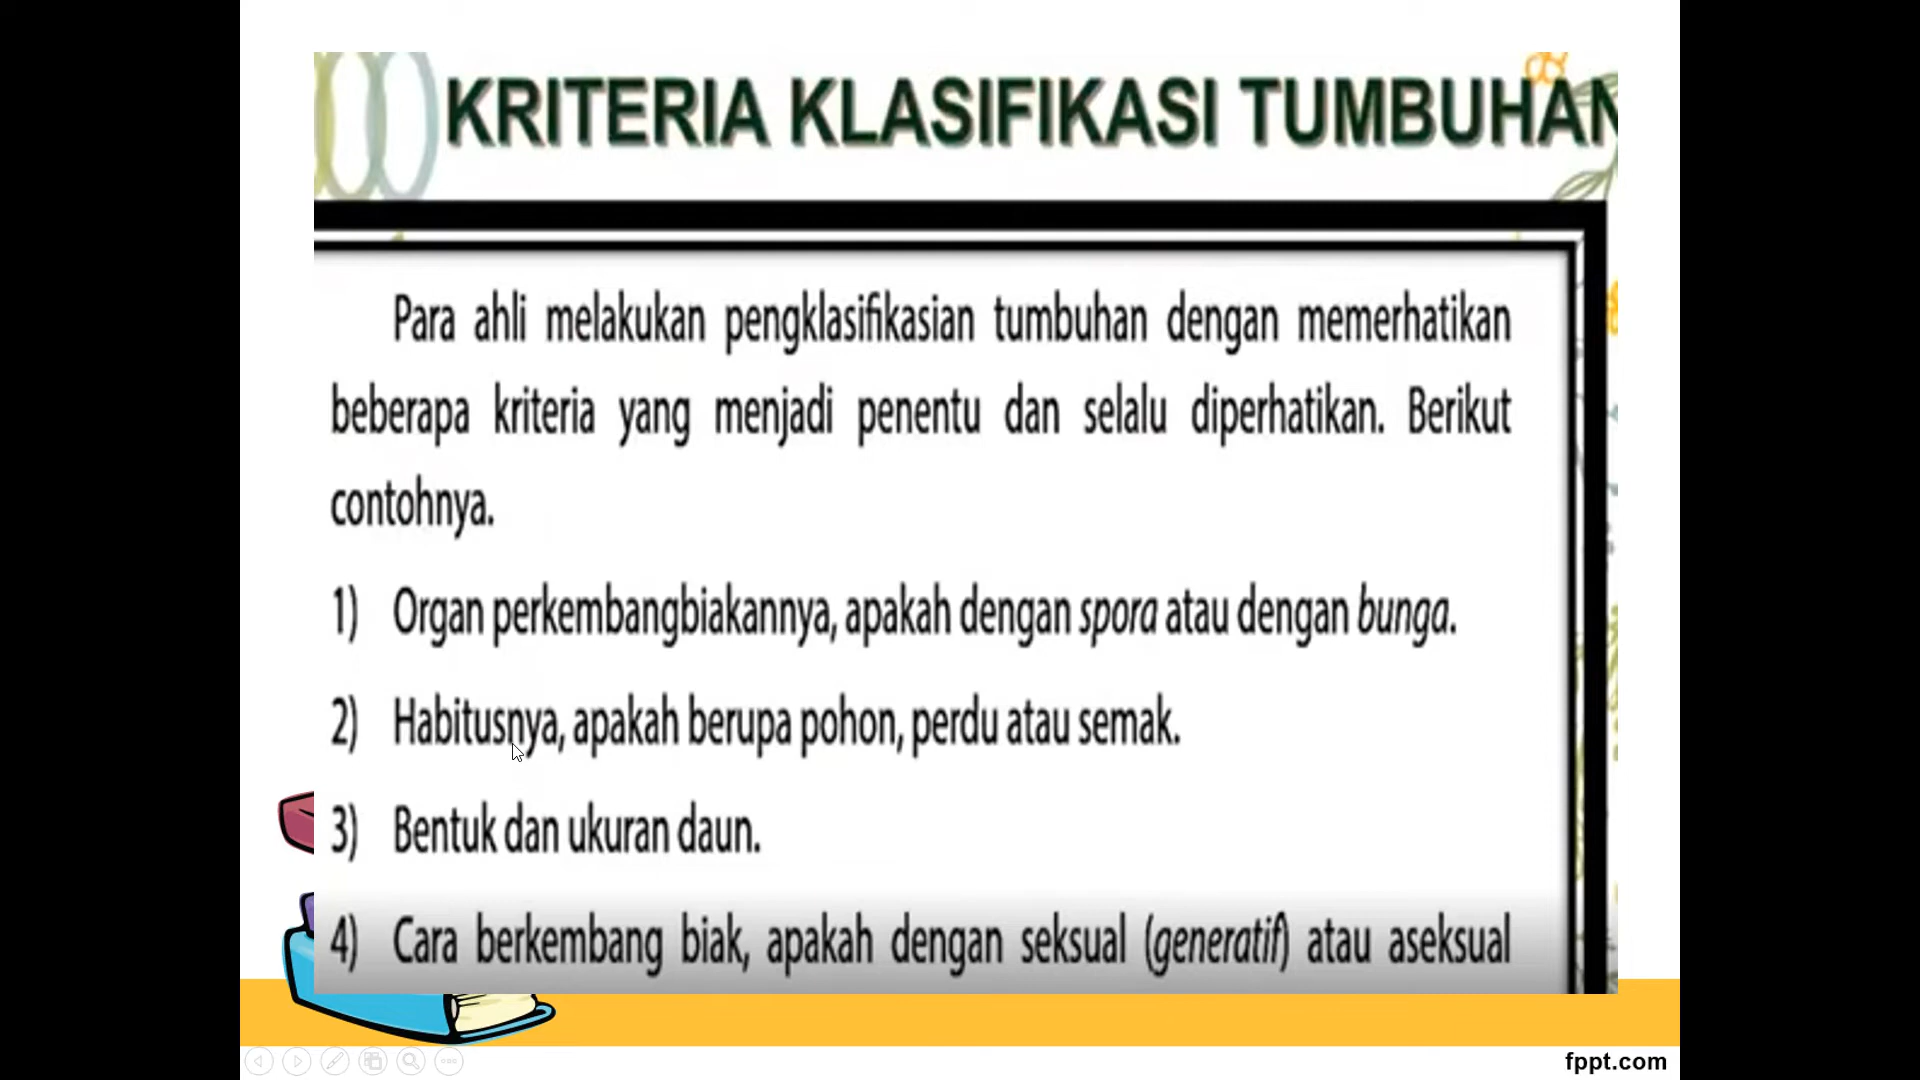 KRITERIA KLASIFIKASI TUMBUHAN
Para ahli melakukan pengklasifikasian tumbuhan dengan memerhatikan
beberapa kriteria yang menjadi penentu dan selalu diperhatikan. Berikut
contohnya.
1) Organ perkembangbiakannya, apakah dengan spora atau dengan bunga.
2) Habitusnya, apakah berupa pohon, perdu atau semak.
3) Bentuk dan ukuran daun.
4) Cara berkembang biak, apakah dengan seksual (generatif) atau aseksual
fppt.com